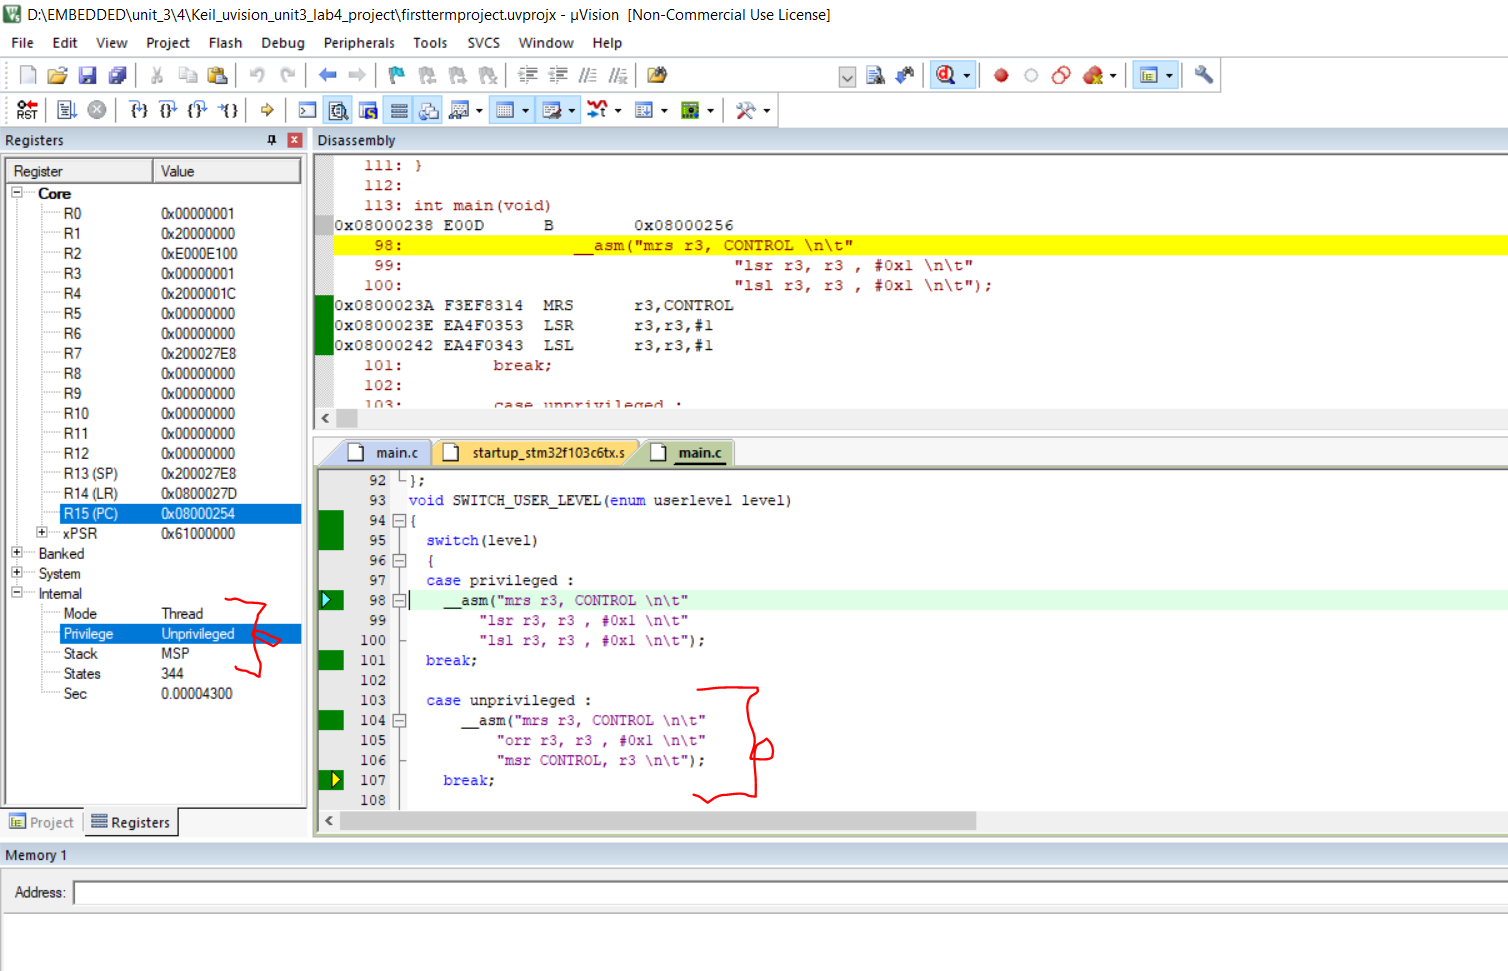 D:\EMBEDDED\unit_3\4\Keil_uvision_unit3_lab4_project\firsttermproject.uvprojx - µVision  [Non-Commercial Use License]
File Edit View Project Flash Debug Peripherals Tools SVCS Window Help
RST
Registers
Register Value
Core
R0 0x00000001
R1 0x20000000
R2 0xE000E100
R3 0x00000001
R4 0x2000001C
R5 0x00000000
R6 0x00000000
R7 0x200027E8
R8 0x00000000
R9 0x00000000
R10 0x00000000
R11 0x00000000
R12 0x00000000
R13 (SP) 0x200027E8
R14 (LR) 0x0800027D
R15 (PC) 0x08000254
xPSR 0x61000000
Banked
System
Internal
Mode Thread
Privilege Unprivileged
Stack MSP
States 344
Sec 0.00004300
Project Registers
Disassembly
111: }
112:
113: int main(void)
0x08000238 E00D B 0x08000256
98: __asm("mrs r3, CONTROL \n\t"
99: "lsr r3, r3 , #0x1 \n\t"
100: "lsl r3, r3 , #0x1 \n\t");
0x0800023A F3EF8314 MRS r3,CONTROL
0x0800023E EA4F0353 LSR r3,r3,#1
0x08000242 EA4F0343 LSL r3,r3,#1
101: break;
102:
103: case unprivileged :
main.c startup_stm32f103c6tx.s main.c
92 };
93 void SWITCH_USER_LEVEL(enum userlevel level)
94 {
95 switch(level)
96 {
97 case privileged :
98 __asm("mrs r3, CONTROL \n\t"
99 "lsr r3, r3 , #0x1 \n\t"
100 "lsl r3, r3 , #0x1 \n\t");
101 break;
102
103 case unprivileged :
104 __asm("mrs r3, CONTROL \n\t"
105 "orr r3, r3 , #0x1 \n\t"
106 "msr CONTROL, r3 \n\t");
107 break;
108
Memory 1
Address: